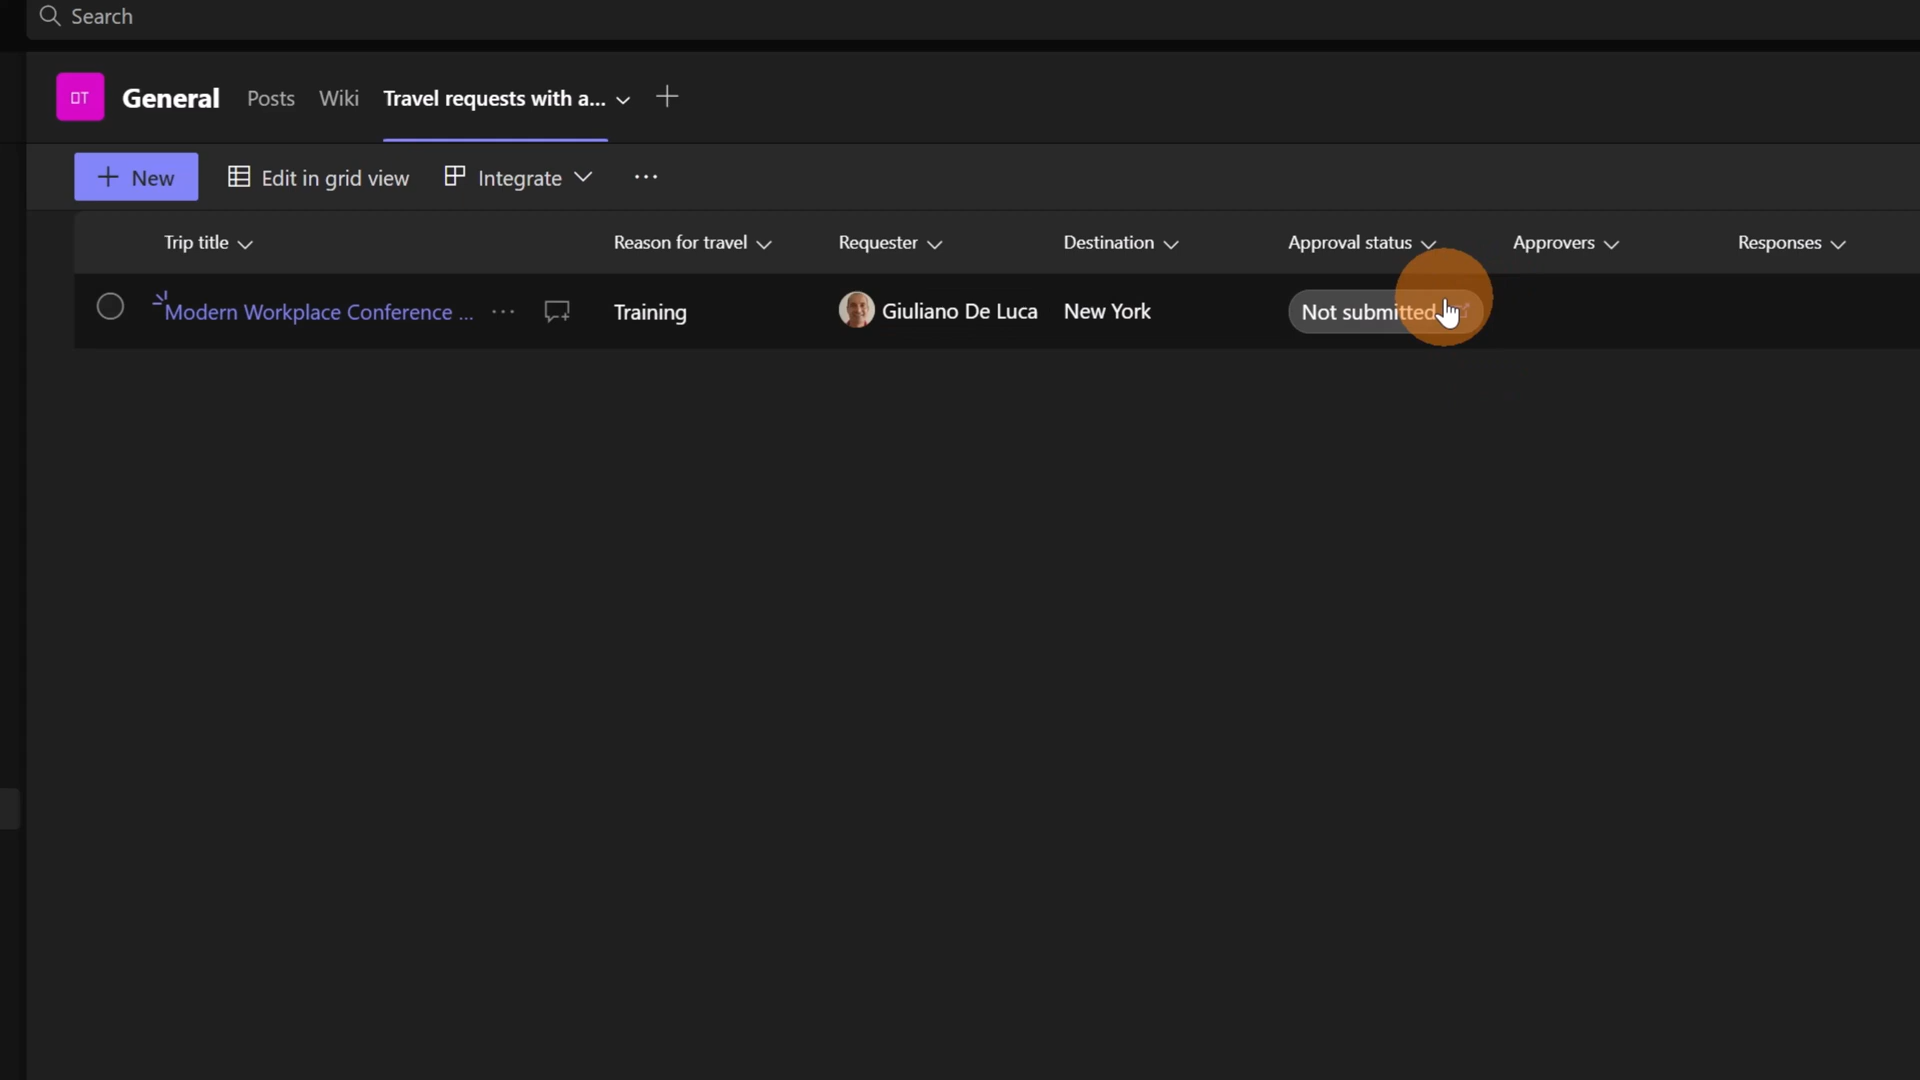 Search
DT
General Posts Wiki Travel requests with a...
New Edit in grid view Integrate ...
Trip title Reason for travel Requester Destination Approval status Approvers Responses
Modern Workplace Conference ... ... Training Giuliano De Luca New York Not submitted